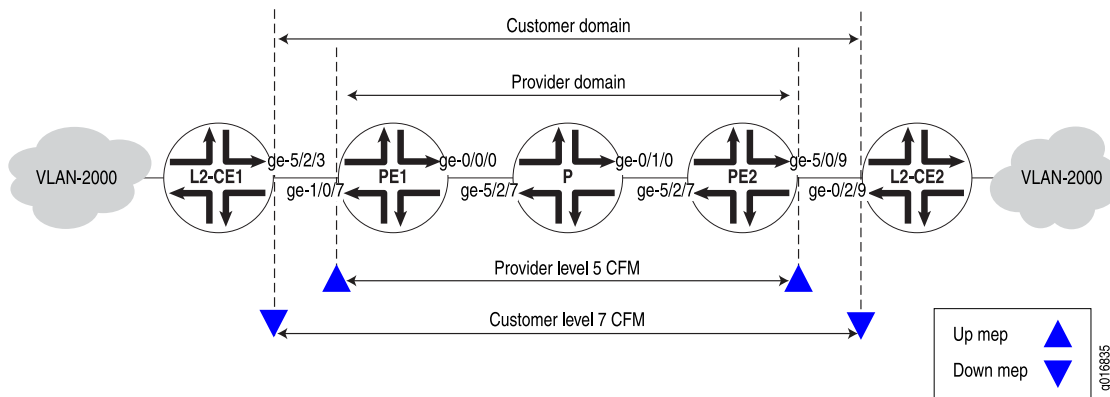 Customer domain
Provider domain
VLAN-2000
L2-CE1
ge-5/2/3
ge-1/0/7
PE1
ge-0/0/0
ge-5/2/7
P
ge-0/1/0
ge-5/2/7
PE2
ge-5/0/9
ge-0/2/9
L2-CE2
VLAN-2000
Provider level 5 CFM
Customer level 7 CFM
Up mep
Down mep
g016835